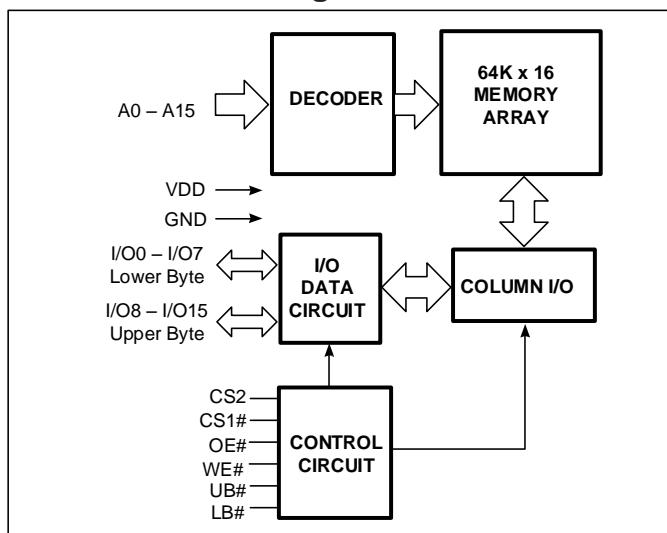 DECODER
64K x 16
MEMORY
ARRAY
A0 – A15
VDD
GND
I/O0 – I/O7
Lower Byte
I/O8 – I/O15
Upper Byte
I/O
DATA
CIRCUIT
COLUMN I/O
CS2
CS1#
OE#
WE#
UB#
LB#
CONTROL
CIRCUIT